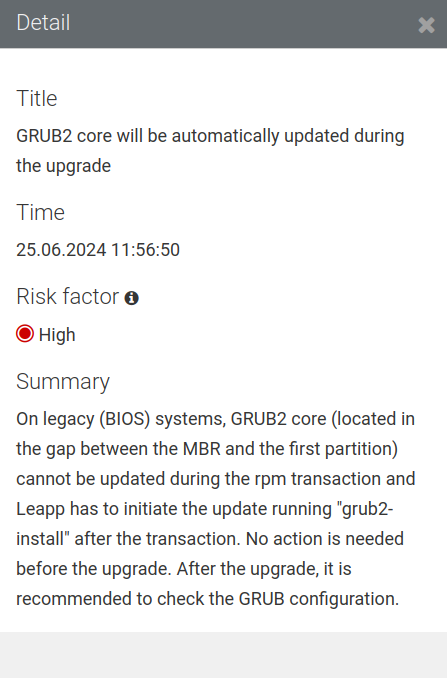 Detail
Title
GRUB2 core will be automatically updated during
the upgrade
Time
25.06.2024 11:56:50
Risk factor
High
Summary
On legacy (BIOS) systems, GRUB2 core (located in
the gap between the MBR and the first partition)
cannot be updated during the rpm transaction and
Leapp has to initiate the update running "grub2-
install" after the transaction. No action is needed
before the upgrade. After the upgrade, it is
recommended to check the GRUB configuration.